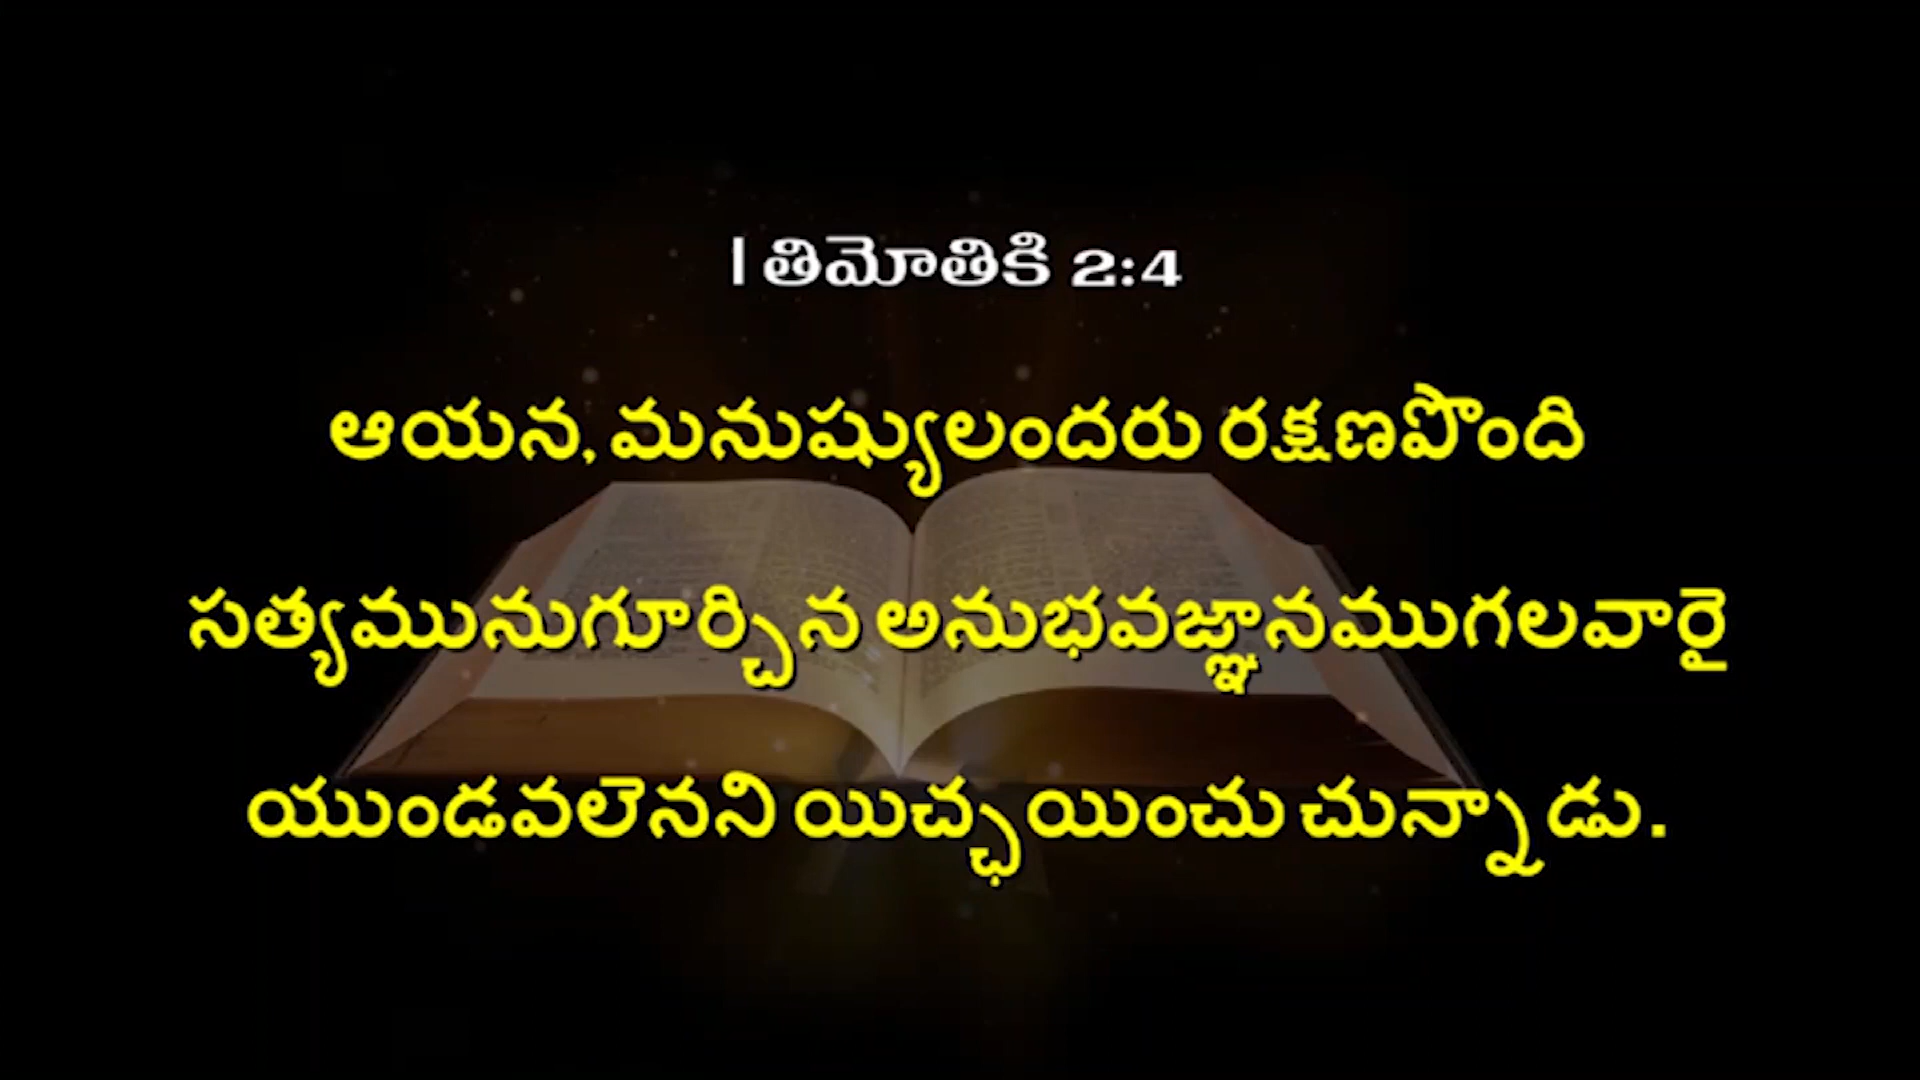 I తిమోతికి 2:4
ఆయన, మనుష్యులందరు రక్షణపొంది
సత్యమునుగూర్చిన అనుభవజ్ఞానముగలవారై
యుండవలెనని యిచ్ఛయించు చున్నాడు.